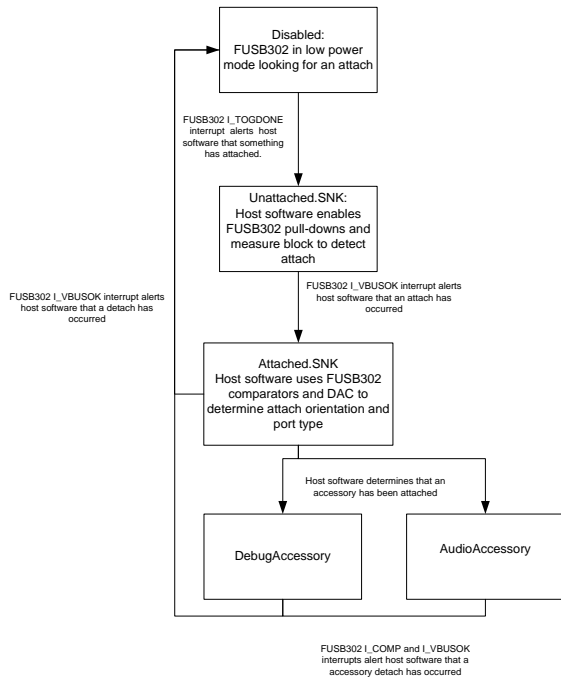 Disabled:
FUSB302 in low power
mode looking for an attach
FUSB302 I_TOGDONE
interrupt alerts host
software that something
has attached.
Unattached.SNK:
Host software enables
FUSB302 pull-downs and
measure block to detect
attach
FUSB302 I_VBUSOK interrupt alerts
host software that a detach has
occurred
FUSB302 I_VBUSOK interrupt alerts
host software that an attach has
occurred
Attached.SNK
Host software uses FUSB302
comparators and DAC to
determine attach orientation and
port type
Host software determines that an
accessory has been attached
DebugAccessory
AudioAccessory
FUSB302 I_COMP and I_VBUSOK
interrupts alert host software that a
accessory detach has occurred